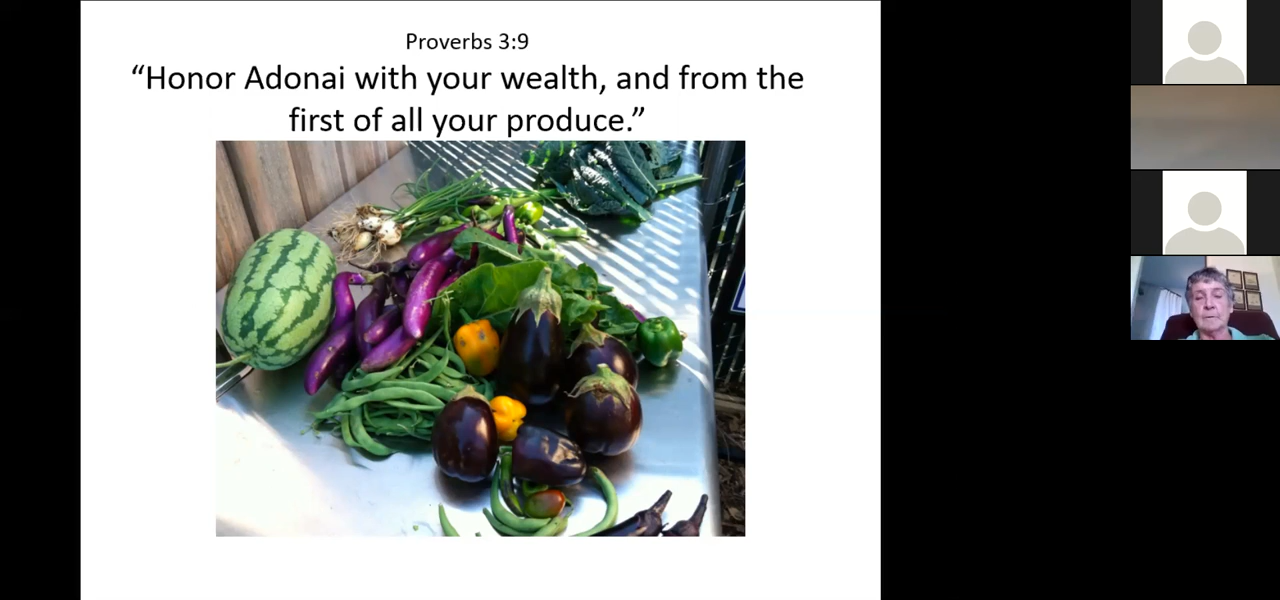 Proverbs 3:9
“Honor Adonai with your wealth, and from the
first of all your produce.”